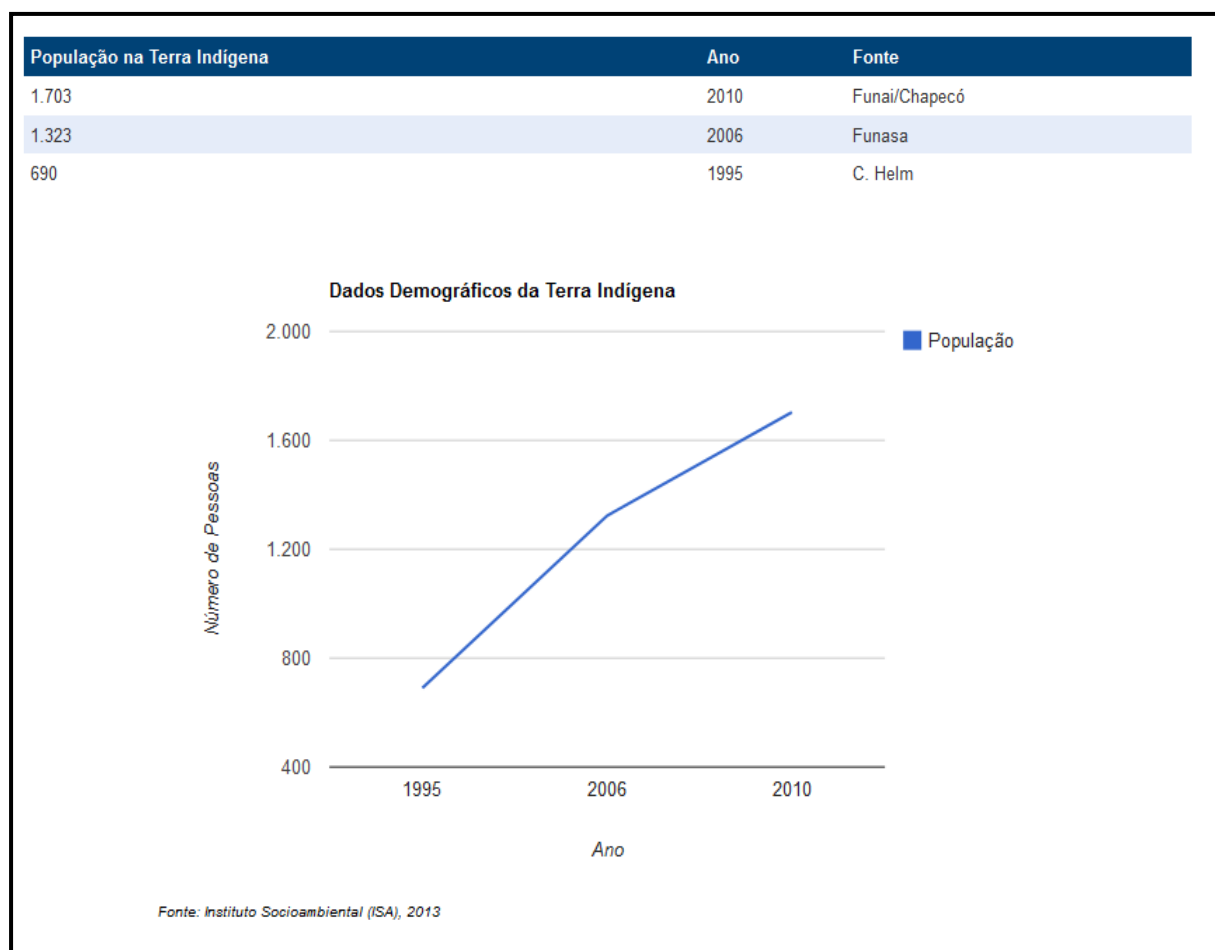 População na Terra Indígena Ano Fonte
1.703 2010 Funai/Chapecó
1.323 2006 Funasa
690 1995 C. Helm
Dados Demográficos da Terra Indígena
2.000
População
1.600
1.200
800
400
Número de Pessoas
1995 2006 2010
Ano
Fonte: Instituto Socioambiental (ISA), 2013